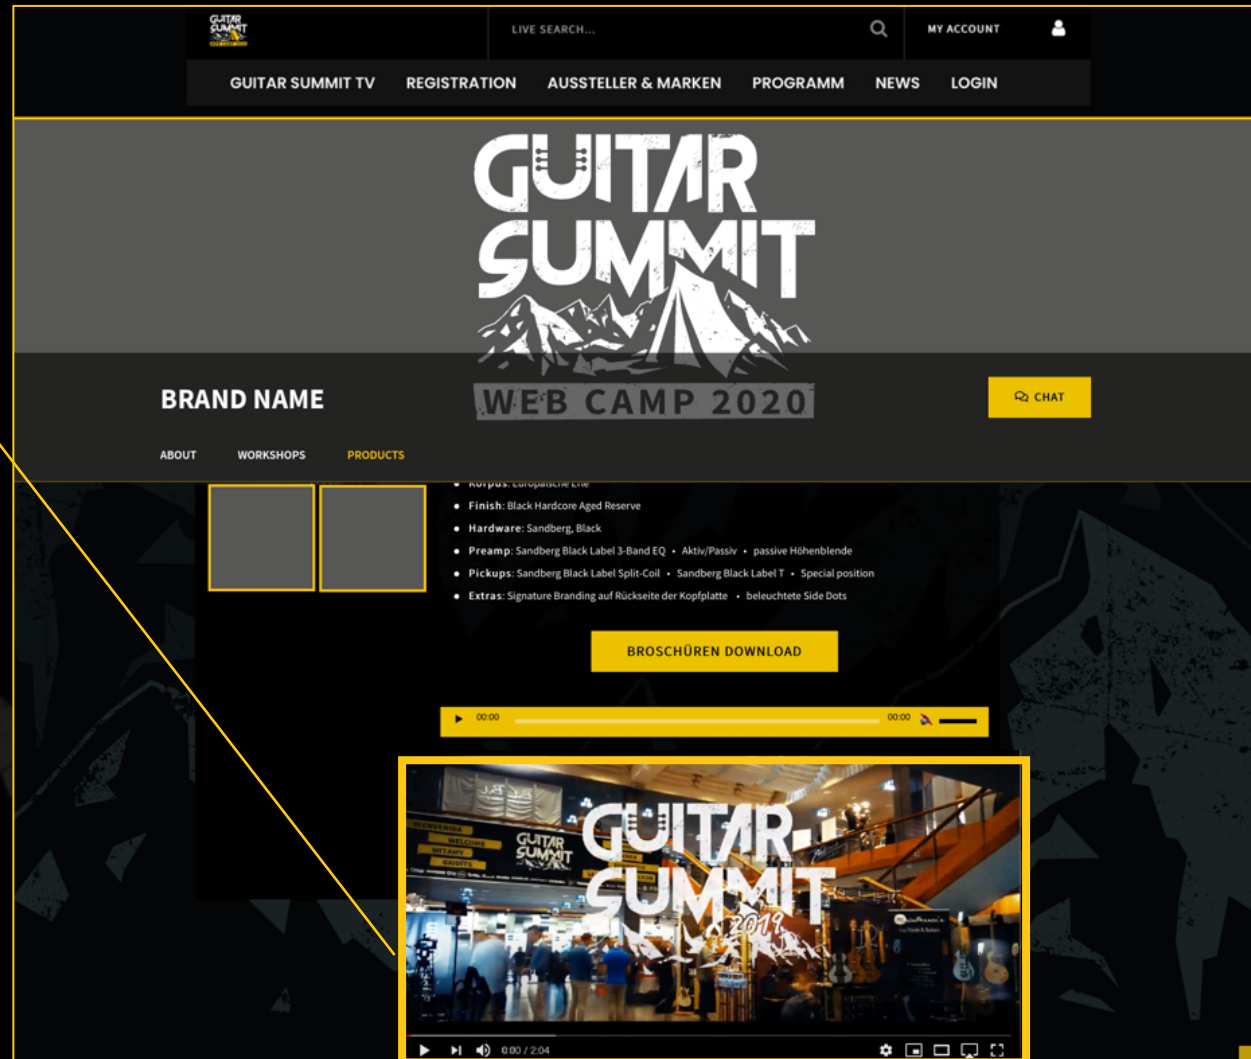 GUITAR
SUMMIT
LIVE SEARCH...
MY ACCOUNT
GUITAR SUMMIT TV REGISTRATION AUSSTELLER & MARKEN PROGRAMM NEWS LOGIN
GUITAR
SUMMIT
WEB CAMP 2020
BRAND NAME
CHAT
ABOUT WORKSHOPS PRODUCTS
Korpus: Europäische Erle
• Finish: Black Hardcore Aged Reserve
• Hardware: Sandberg, Black
• Preamp: Sandberg Black Label 3-Band EQ • Aktiv/Passiv • passive Höhenblende
• Pickups: Sandberg Black Label Split-Coil • Sandberg Black Label T • Special position
• Extras: Signature Branding auf Rückseite der Kopfplatte • beleuchtete Side Dots
BROSCHÜREN DOWNLOAD
00:00 00:00
WELCOME
WITAMY
GUITAR
SUMMIT
GUITAR
SUMMIT
2019
0:00 / 2:04